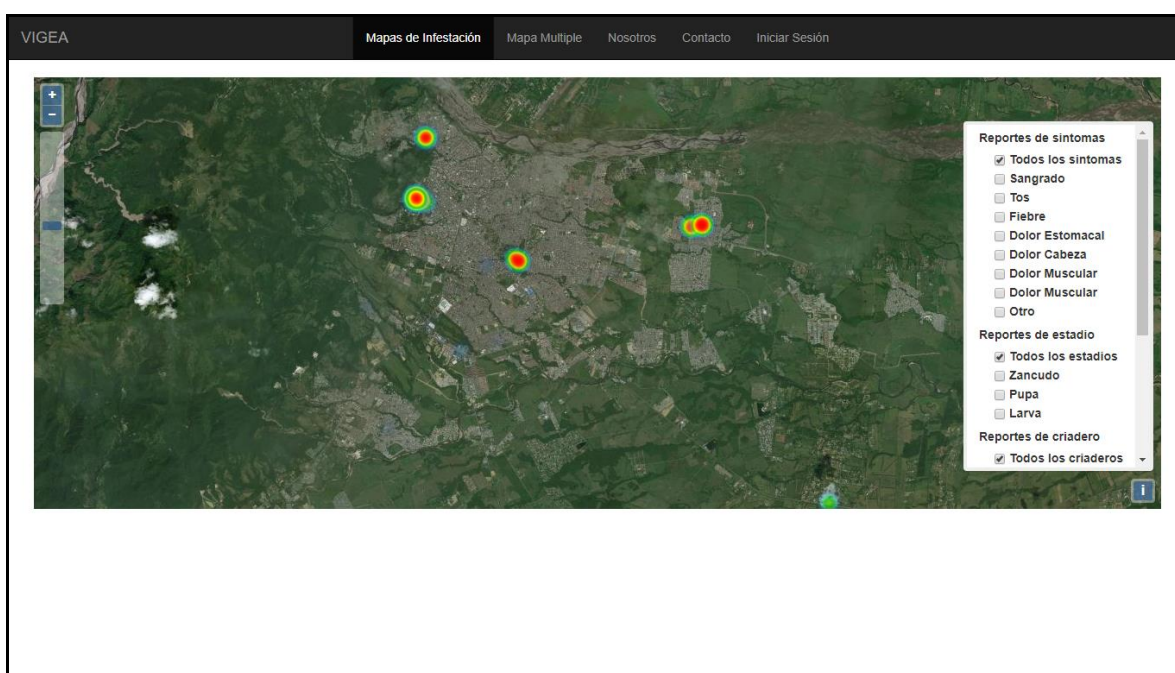 VIGEA
Mapas de Infestación
Mapa Multiple
Nosotros
Contacto
Iniciar Sesión
+
−
Reportes de sintomas
Todos los sintomas
Sangrado
Tos
Fiebre
Dolor Estomacal
Dolor Cabeza
Dolor Muscular
Dolor Muscular
Otro
Reportes de estadio
Todos los estadios
Zancudo
Pupa
Larva
Reportes de criadero
Todos los criaderos
i